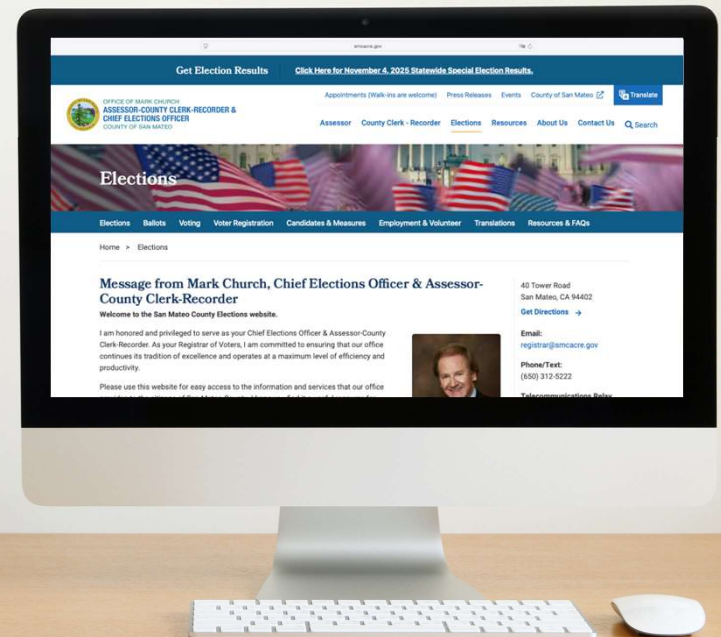 smcacre.gov
Get Election Results Click Here for November 4, 2025 Statewide Special Election Results.
Appointments (Walk-ins are welcome) Press Releases Events County of San Mateo Translate
OFFICE OF MARK CHURCH
ASSESSOR-COUNTY CLERK-RECORDER &
CHIEF ELECTIONS OFFICER
COUNTY OF SAN MATEO
Assessor County Clerk - Recorder Elections Resources About Us Contact Us Search
Elections
Elections Ballots Voting Voter Registration Candidates & Measures Employment & Volunteer Translations Resources & FAQs
Home > Elections
Message from Mark Church, Chief Elections Officer & Assessor-
County Clerk-Recorder
Welcome to the San Mateo County Elections website.
I am honored and privileged to serve as your Chief Elections Officer & Assessor-County
Clerk-Recorder. As your Registrar of Voters, I am committed to ensuring that our office
continues its tradition of excellence and operates at a maximum level of efficiency and
productivity.
Please use this website for easy access to the information and services that our office
40 Tower Road
San Mateo, CA 94402
Get Directions →
Email:
registrar@smcacre.gov
Phone/Text:
(650) 312-5222
Telecommunications Relay